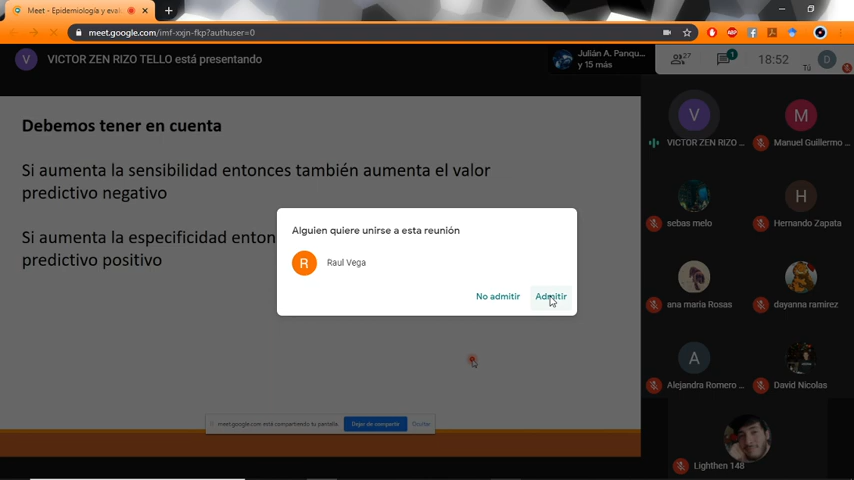 Meet - Epidemiología y evalu
meet.google.com/imf-xxjn-fkp?authuser=0
ABP
V
VICTOR ZEN RIZO TELLO está presentando
Julián A. Panqu...
y 15 más
27
1
18:52
Tú
D
Debemos tener en cuenta
Si aumenta la sensibilidad entonces también aumenta el valor
predictivo negativo
Si aumenta la especificidad enton
predictivo positivo
Alguien quiere unirse a esta reunión
R
Raul Vega
No admitir
Admitir
meet.google.com está compartiendo tu pantalla.
Dejar de compartir
Ocultar
V
VICTOR ZEN RIZO ...
M
Manuel Guillermo ...
sebas melo
H
Hernando Zapata
ana maria Rosas
dayanna ramirez
A
Alejandra Romero ...
David Nicolas
Lighthen 148